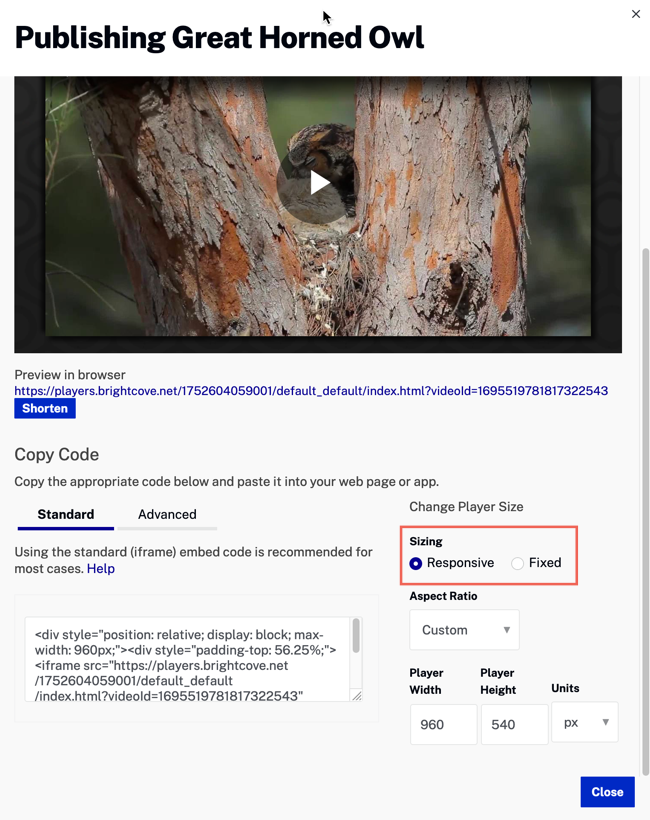 Publishing Great Horned Owl
Preview in browser
https://players.brightcove.net/1752604059001/default_default/index.html?videoId=1695519781817322543
Shorten
Copy Code
Copy the appropriate code below and paste it into your web page or app.
Standard
Advanced
Using the standard (iframe) embed code is recommended for
most cases. Help
<div style="position: relative; display: block; max-
width: 960px;"><div style="padding-top: 56.25%;">
<iframe src="https://players.brightcove.net
/1752604059001/default_default
/index.html?videoId=1695519781817322543"
Change Player Size
Sizing
Responsive
Fixed
Aspect Ratio
Custom
Player
Width
Player
Height
Units
960
540
px
Close